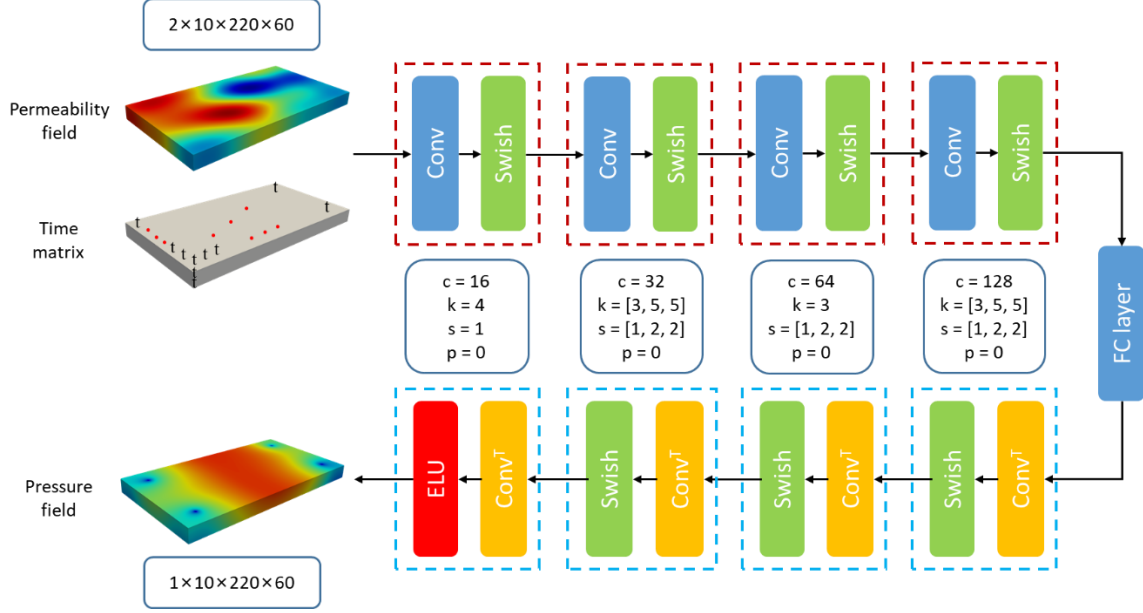 2×10×220×60
Permeability
field
Time
matrix
t
t
t
t
t
t
t
t
t
t
Conv
Swish
Conv
Swish
Conv
Swish
Conv
Swish
FC layer
c = 16
k = 4
s = 1
p = 0
c = 32
k = [3, 5, 5]
s = [1, 2, 2]
p = 0
c = 64
k = 3
s = [1, 2, 2]
p = 0
c = 128
k = [3, 5, 5]
s = [1, 2, 2]
p = 0
Pressure
field
ELU
Convᵀ
Swish
Convᵀ
Swish
Convᵀ
Swish
Convᵀ
1×10×220×60